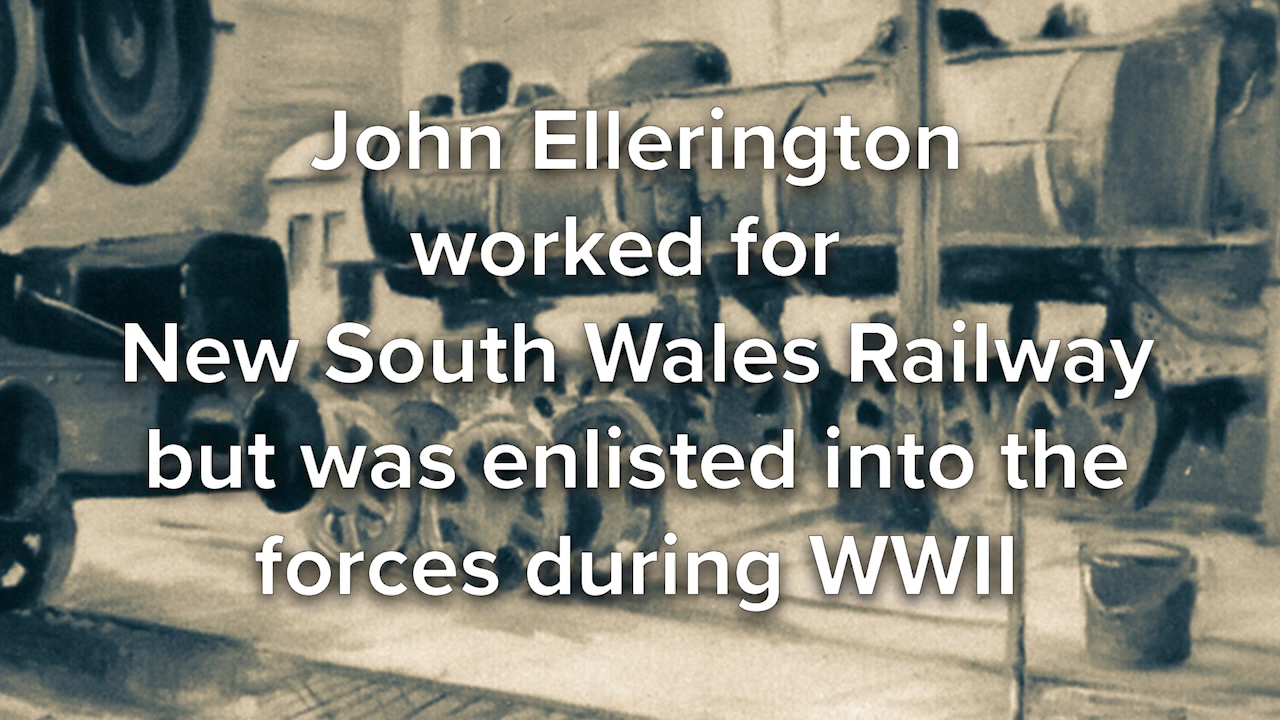 John Ellerington
worked for
New South Wales Railway
but was enlisted into the
forces during WWII